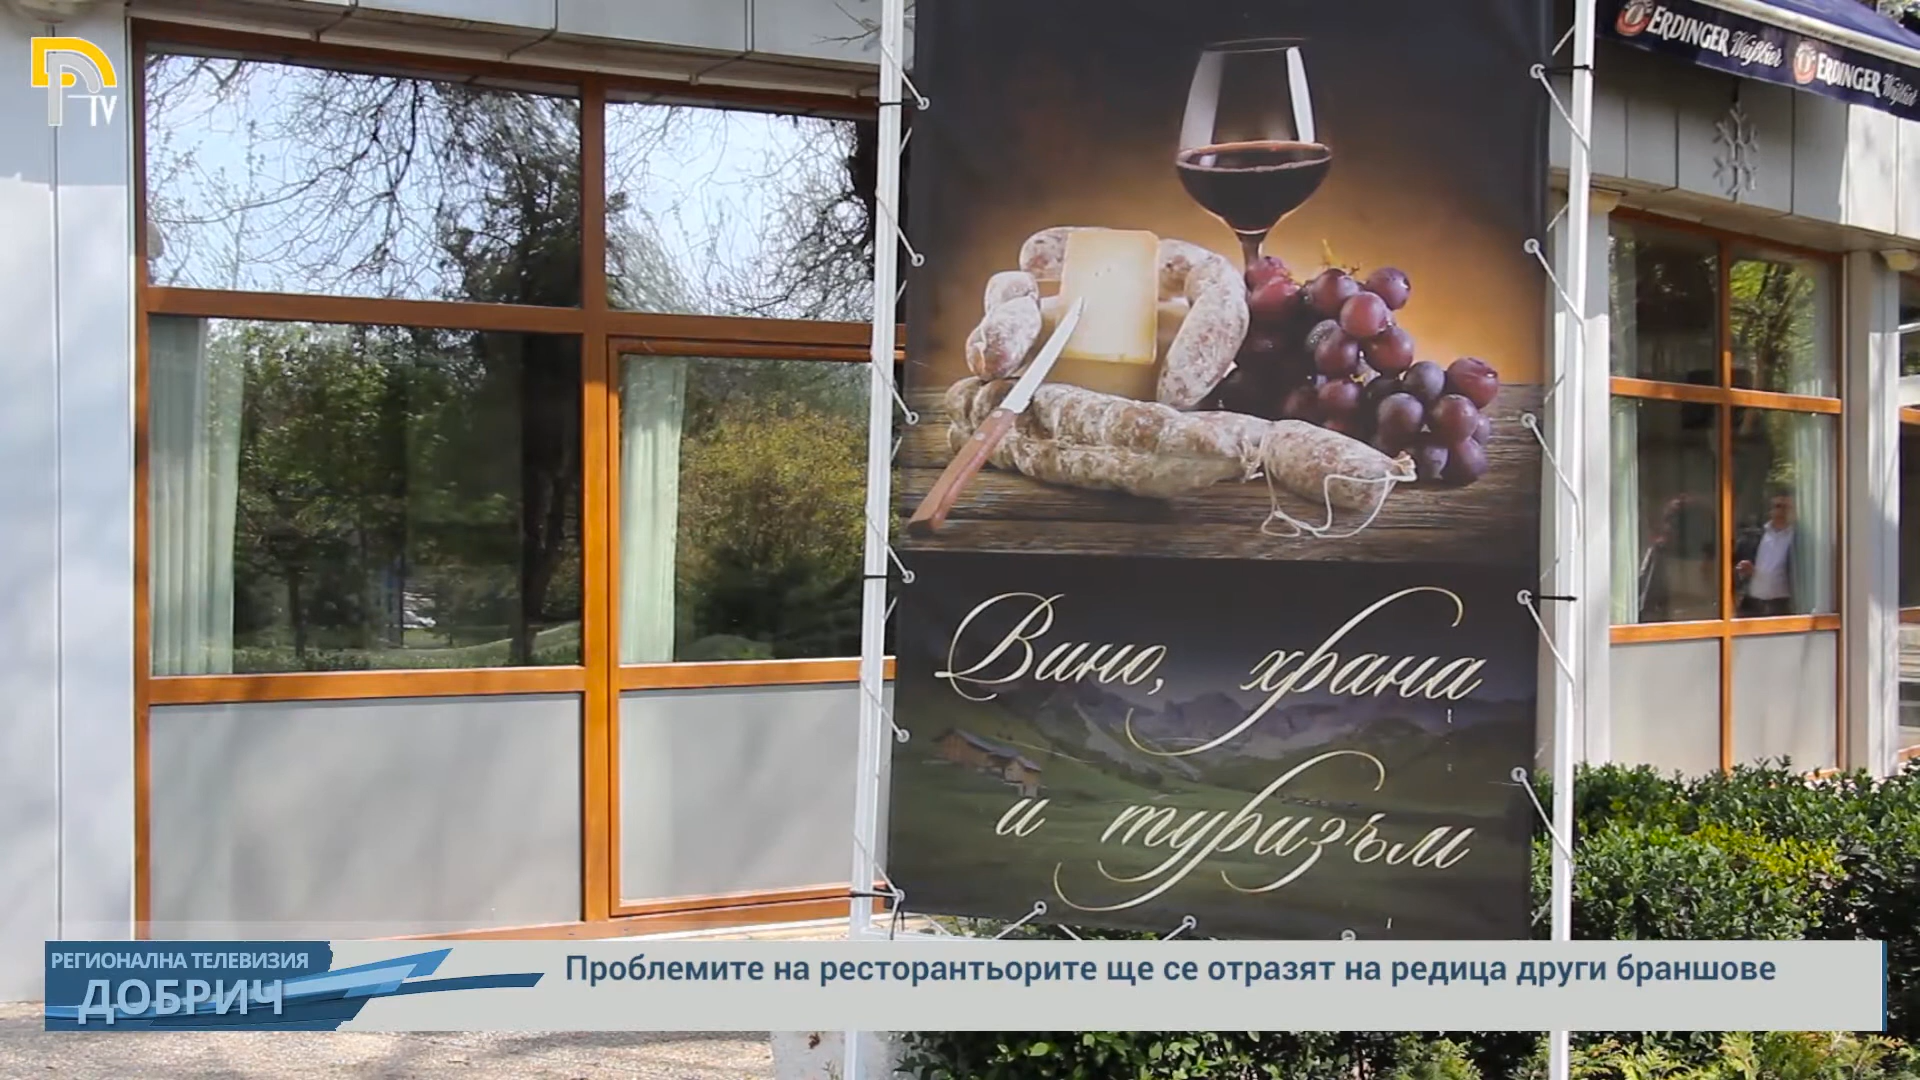 TV
ERDINGER Weißbier ERDINGER Weißbier
Вино, храна
и туризъм
РЕГИОНАЛНА ТЕЛЕВИЗИЯ
ДОБРИЧ
Проблемите на ресторантьорите ще се отразят на редица други браншове